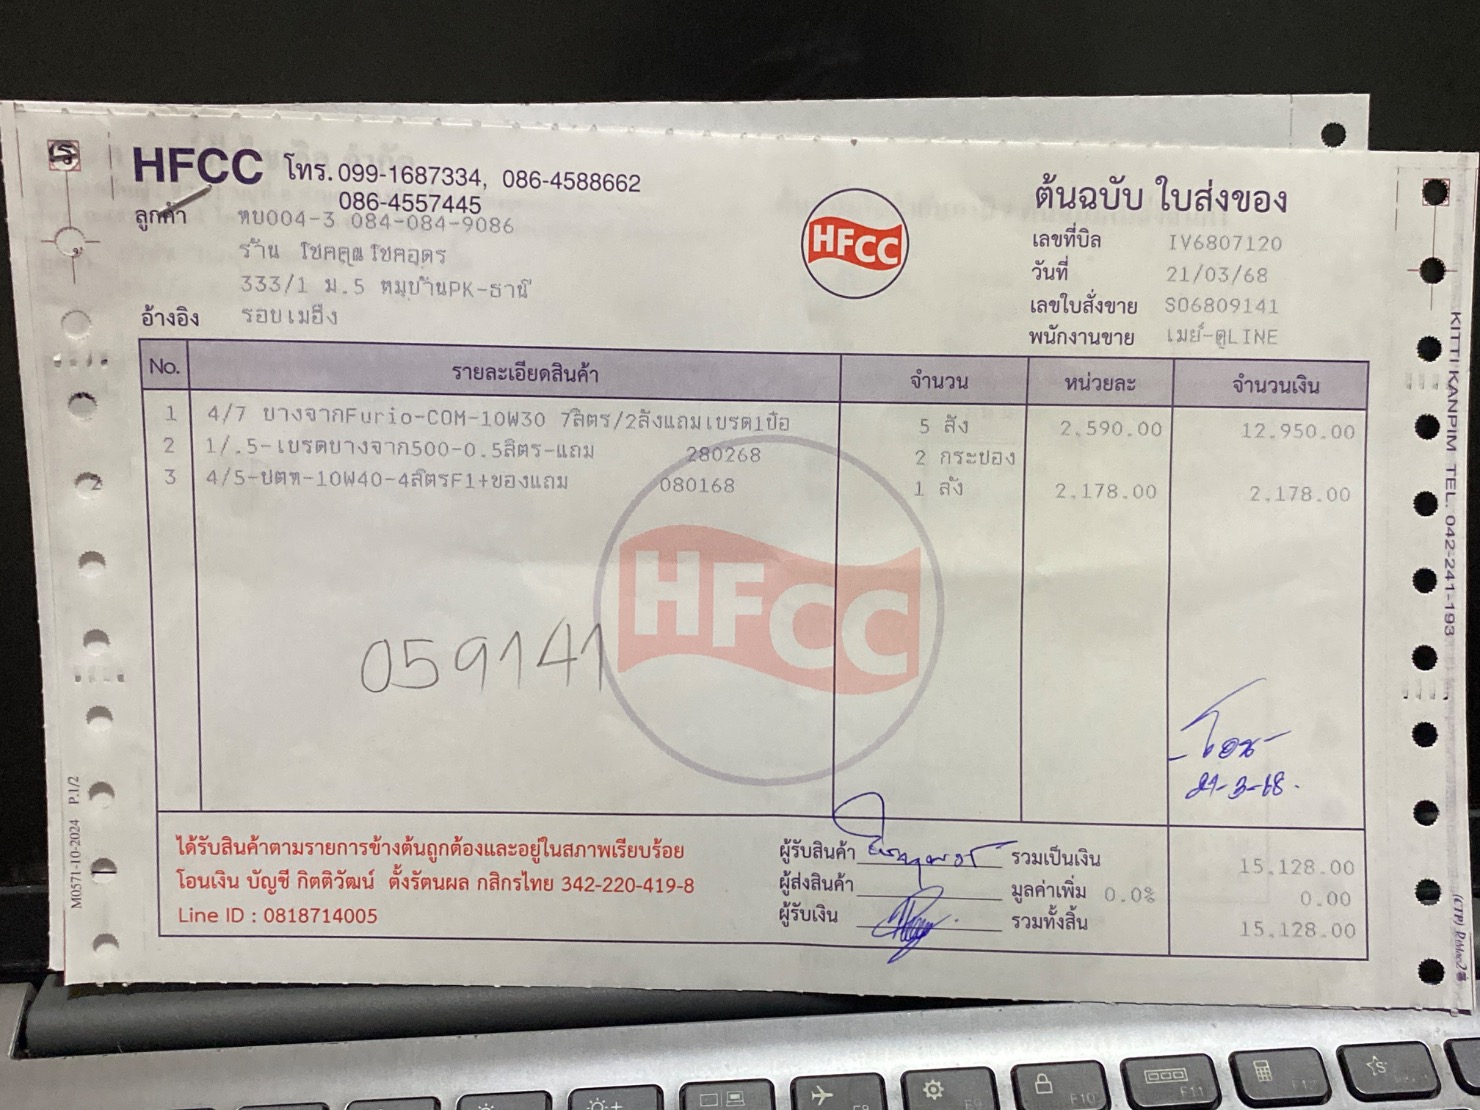 HFCC โทร. 099-1687334, 086-4588662
086-4557445
ต้นฉบับ ใบส่งของ
ลูกค้า ทบ004-3 084-084-9086
ร้าน โชคคูณโชคอุดร
333/1 ม.5 หมู่บ้านPK-ธานี
อ้างอิง รอบเมือง
HFCC
เลขที่บิล IV6807120
วันที่ 21/03/68
เลขใบสั่งขาย SO6809141
พนักงานขาย เมย์-ตูLINE
No. รายละเอียดสินค้า จำนวน หน่วยละ จำนวนเงิน
1 4/7 บางจากFurio-COM-10W30 7ลิตร/2ลังแถมเบรด1ป๋อ 5 ลัง 2,590.00 12,950.00
2 1/.5-เบรดบางจาก500-0.5ลิตร-แถม 280268 2 กระป๋อง
3 4/5-ปตท-10W40-4ลิตรF1+ของแถม 080168 1 ลัง 2,178.00 2,178.00
HFCC
059141
โอน
21-3-68.
ได้รับสินค้าตามรายการข้างต้นถูกต้องและอยู่ในสภาพเรียบร้อย
โอนเงิน บัญชี กิตติวัฒน์ ตั้งรัตนผล กสิกรไทย 342-220-419-8
Line ID : 0818714005
ผู้รับสินค้า
ผู้ส่งสินค้า
ผู้รับเงิน
รวมเป็นเงิน 15,128.00
มูลค่าเพิ่ม 0.0% 0.00
รวมทั้งสิ้น 15,128.00
M0571-10-2024 P.1/2
KITTIKANPIM TEL. 042-241-193
F9
F10
F11